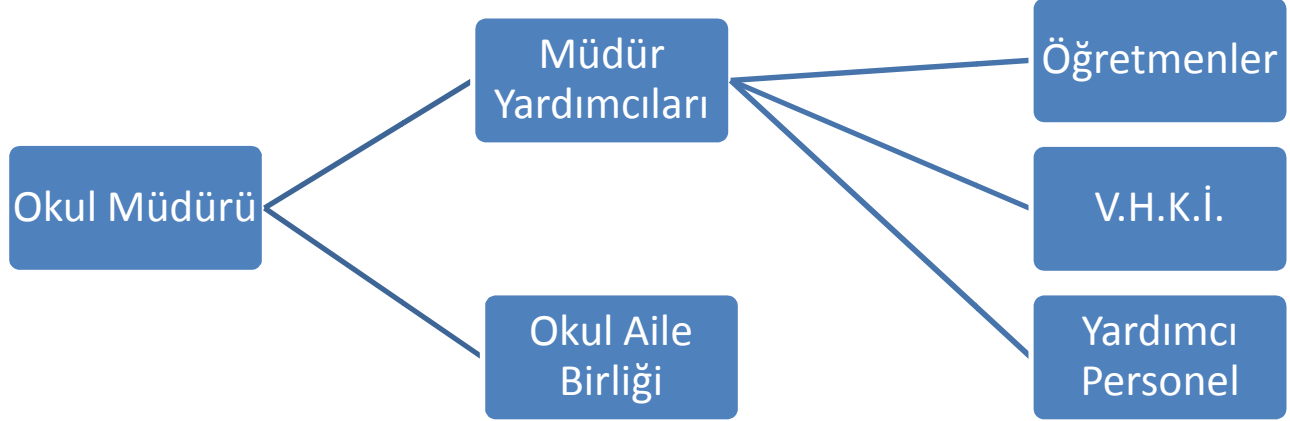 Okul Müdürü
Müdür
Yardımcıları
Okul Aile
Birliği
Öğretmenler
V.H.K.İ.
Yardımcı
Personel